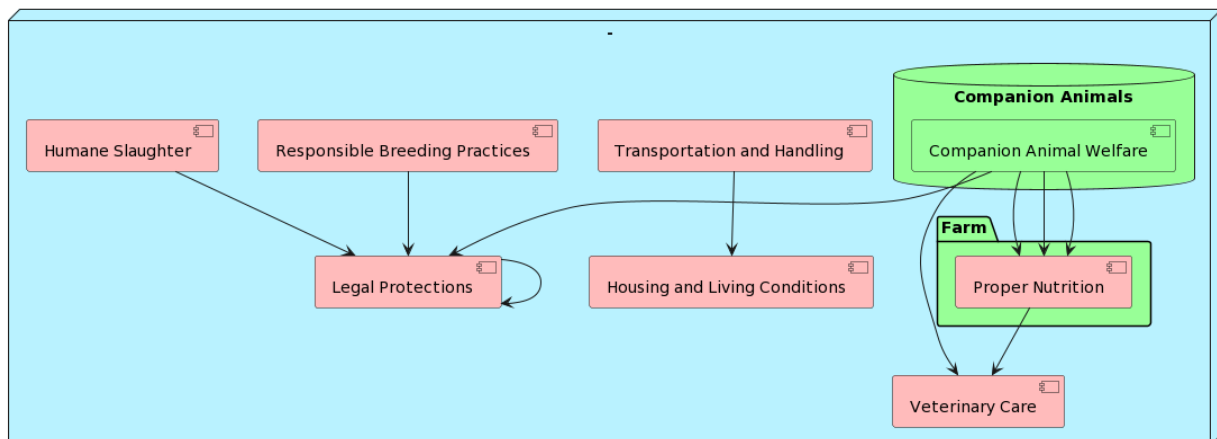 -
Companion Animals
Humane Slaughter
Responsible Breeding Practices
Transportation and Handling
Companion Animal Welfare
Farm
Legal Protections
Housing and Living Conditions
Proper Nutrition
Veterinary Care